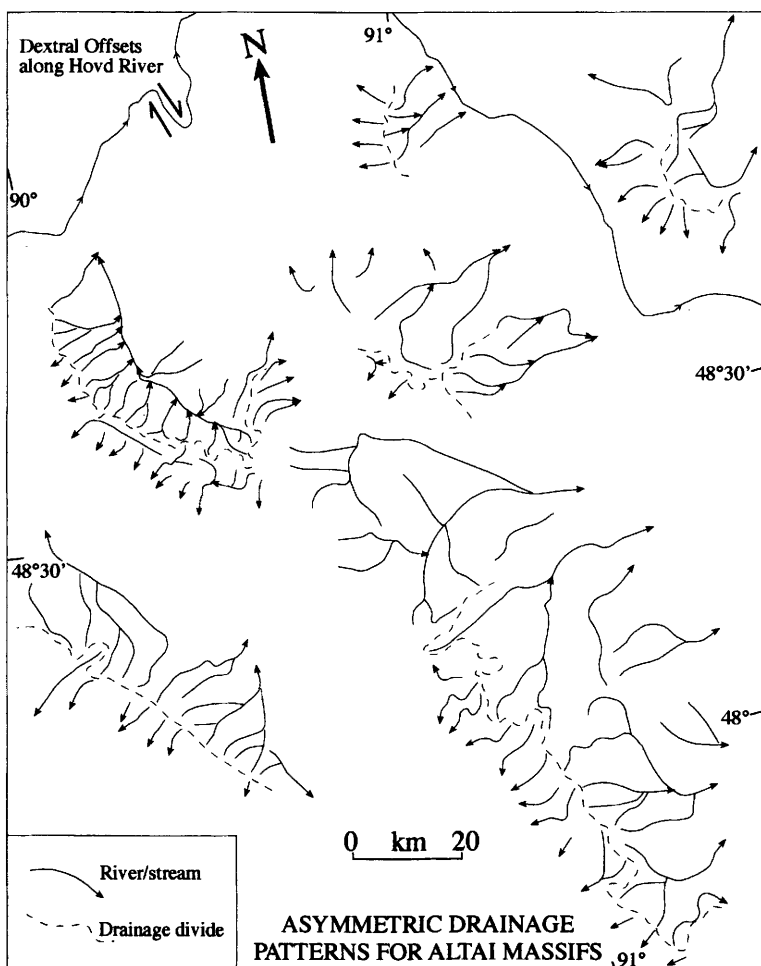 Dextral Offsets
along Hovd River
N
91°
90°
48°30'
48°30'
48°
0 km 20
River/stream
Drainage divide
ASYMMETRIC DRAINAGE
PATTERNS FOR ALTAI MASSIFS
91°